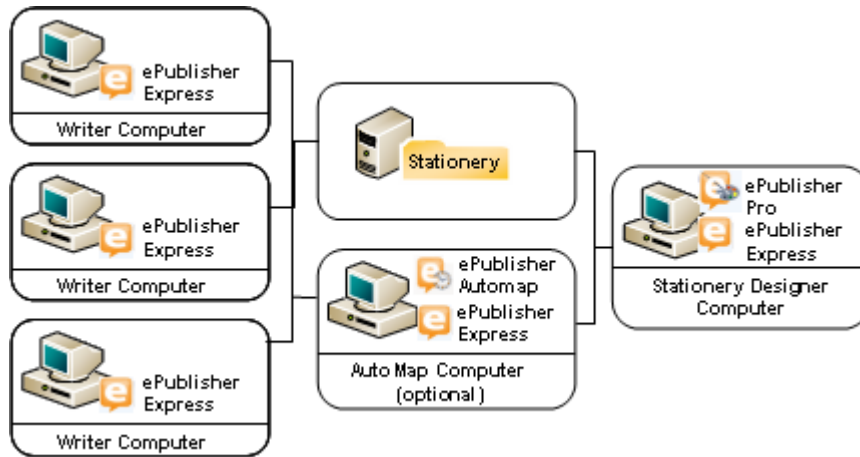 ePublisher
Express
Writer Computer
ePublisher
Express
Writer Computer
ePublisher
Express
Writer Computer
Stationery
ePublisher
Automap
ePublisher
Express
Auto Map Computer
(optional)
ePublisher
Pro
ePublisher
Express
Stationery Designer
Computer